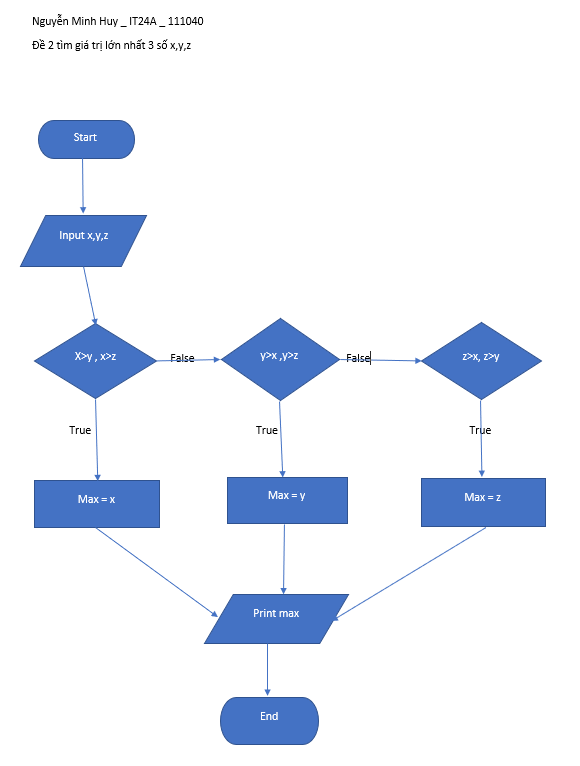 Nguyễn Minh Huy _ IT24A _ 111040
Đề 2 tìm giá trị lớn nhất 3 số x,y,z
Start
Input x,y,z
X>y , x>z
False
y>x ,y>z
False
z>x, z>y
True
True
True
Max = x
Max = y
Max = z
Print max
End